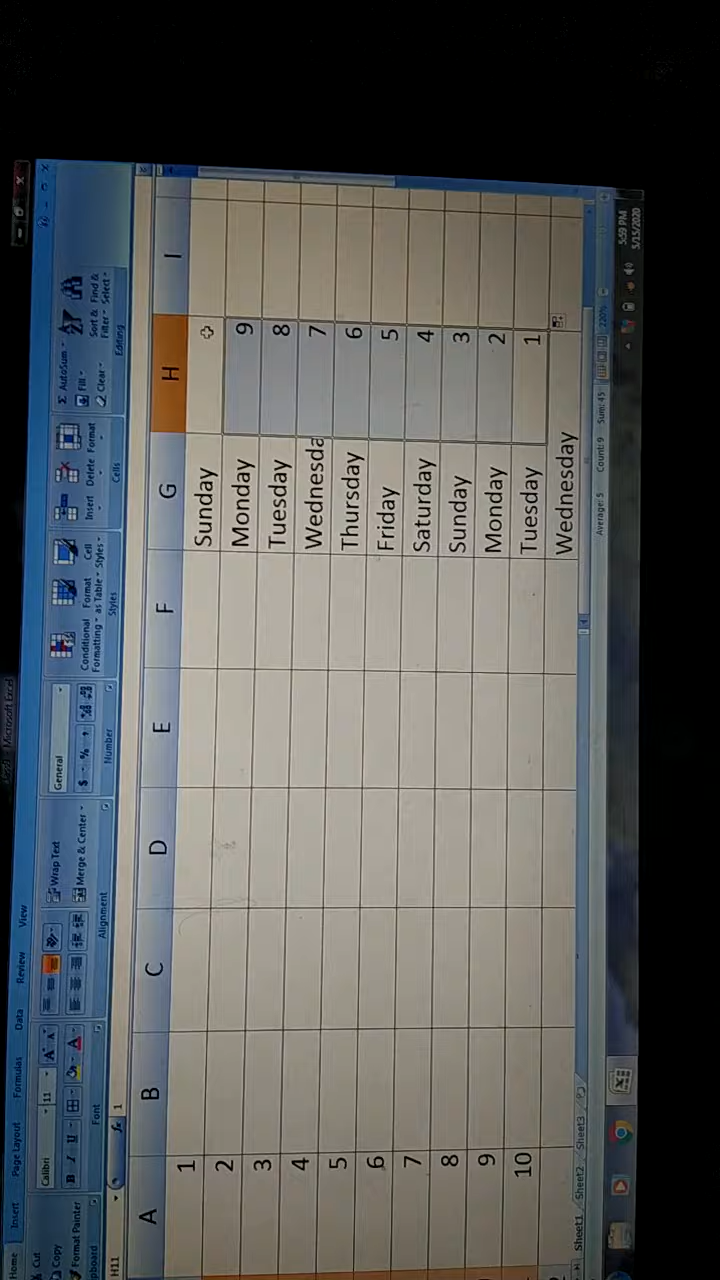 Microsoft Excel
Home Insert Page Layout Formulas Data Review View
Cut
Copy
Format Painter
Calibri 11 A A
B I U A
Font
Wrap Text
Merge & Center
Alignment
General
$ % ,
Number
Conditional Formatting
Format as Table
Cell Styles
Styles
Insert Delete Format
Cells
Σ AutoSum
Fill
Clear
Sort & Filter
Find & Select
Editing
H11 fx 1
A B C D E F G H I
1 Sunday
2 Monday 9
3 Tuesday 8
4 Wednesda 7
5 Thursday 6
6 Friday 5
7 Saturday 4
8 Sunday 3
9 Monday 2
10 Tuesday 1
Wednesday
Sheet1 Sheet2 Sheet3
Average: 5 Count: 9 Sum: 45 220%
5:59 PM
5/15/2020